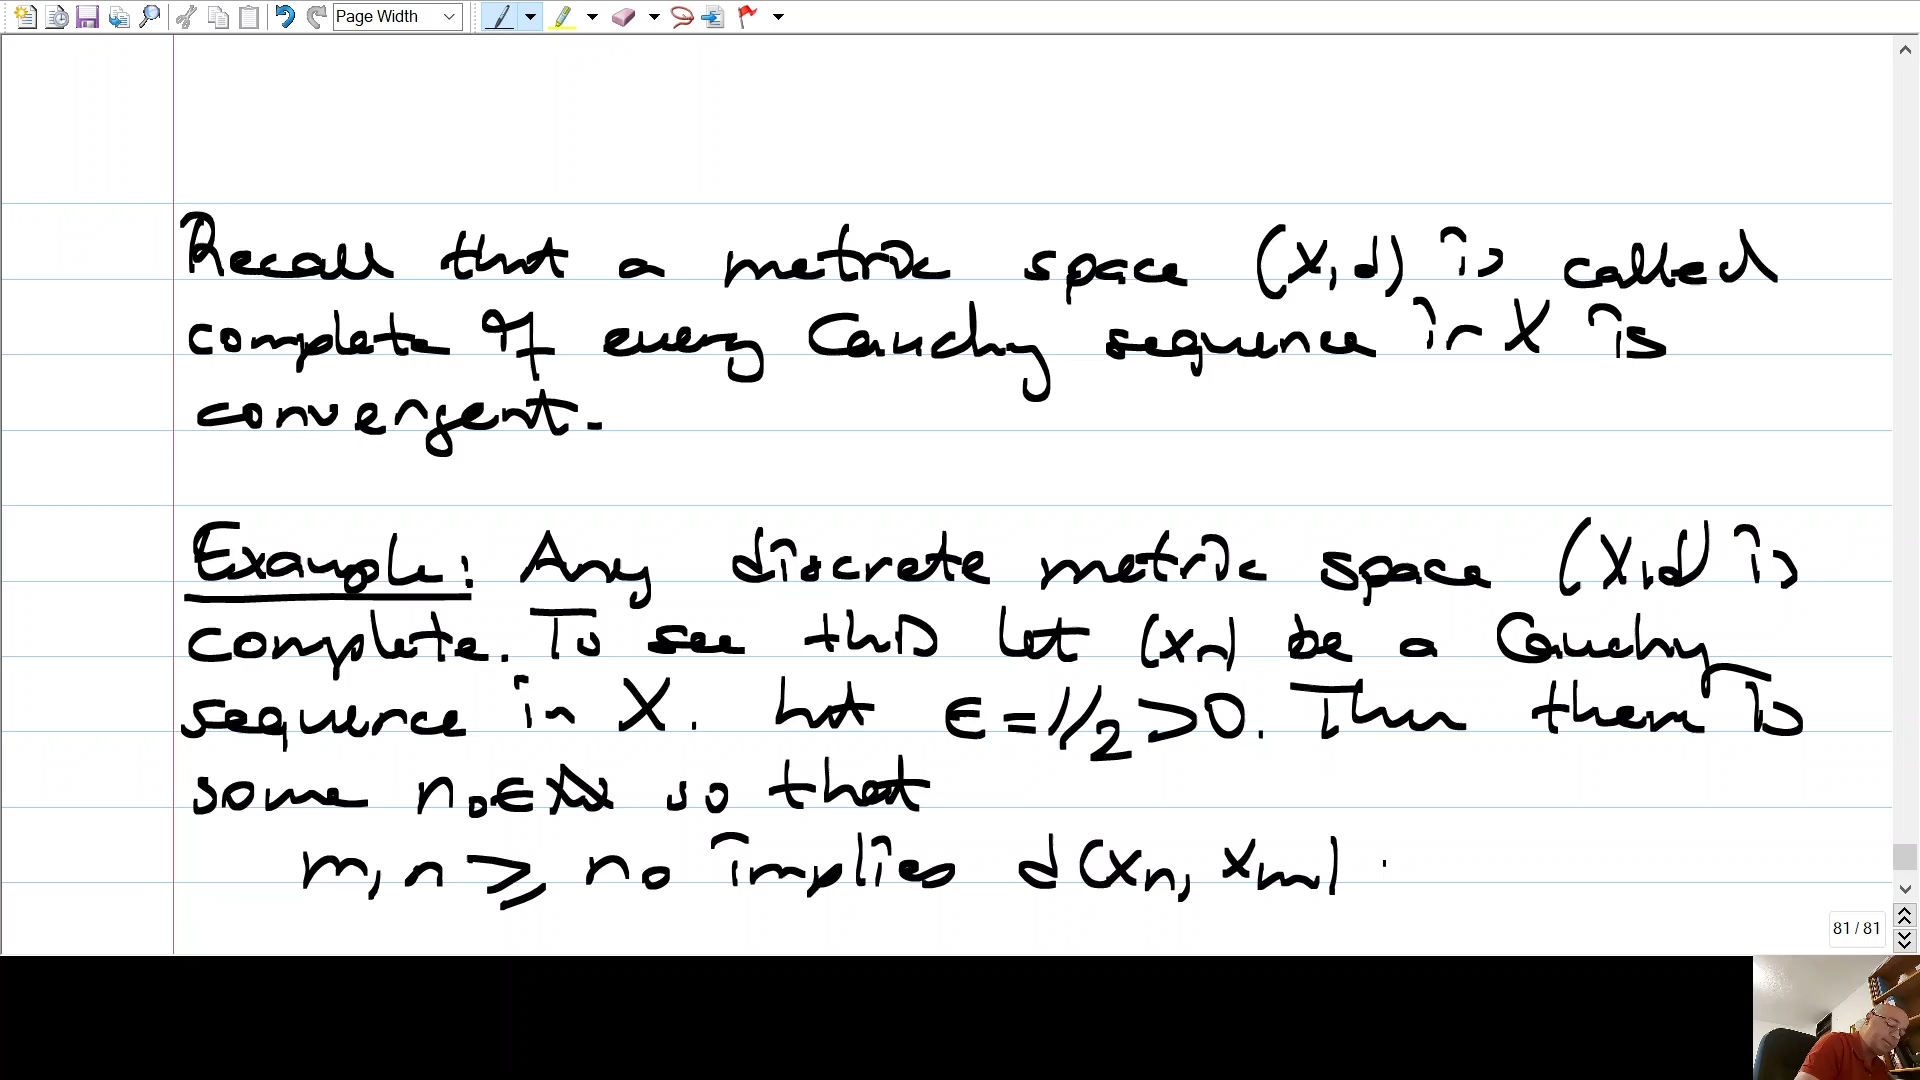 Page Width
Recall that a metric space (X,d) is called
complete if every Cauchy sequence in X is
convergent.
Example: Any discrete metric space (X,d) is
complete. To see this let (xn) be a Cauchy
sequence in X. Let ϵ=1/2>0. Then there is
some n₀∈ℕ so that
m,n ⩾ n₀ implies d(xn, xm)
81 / 81